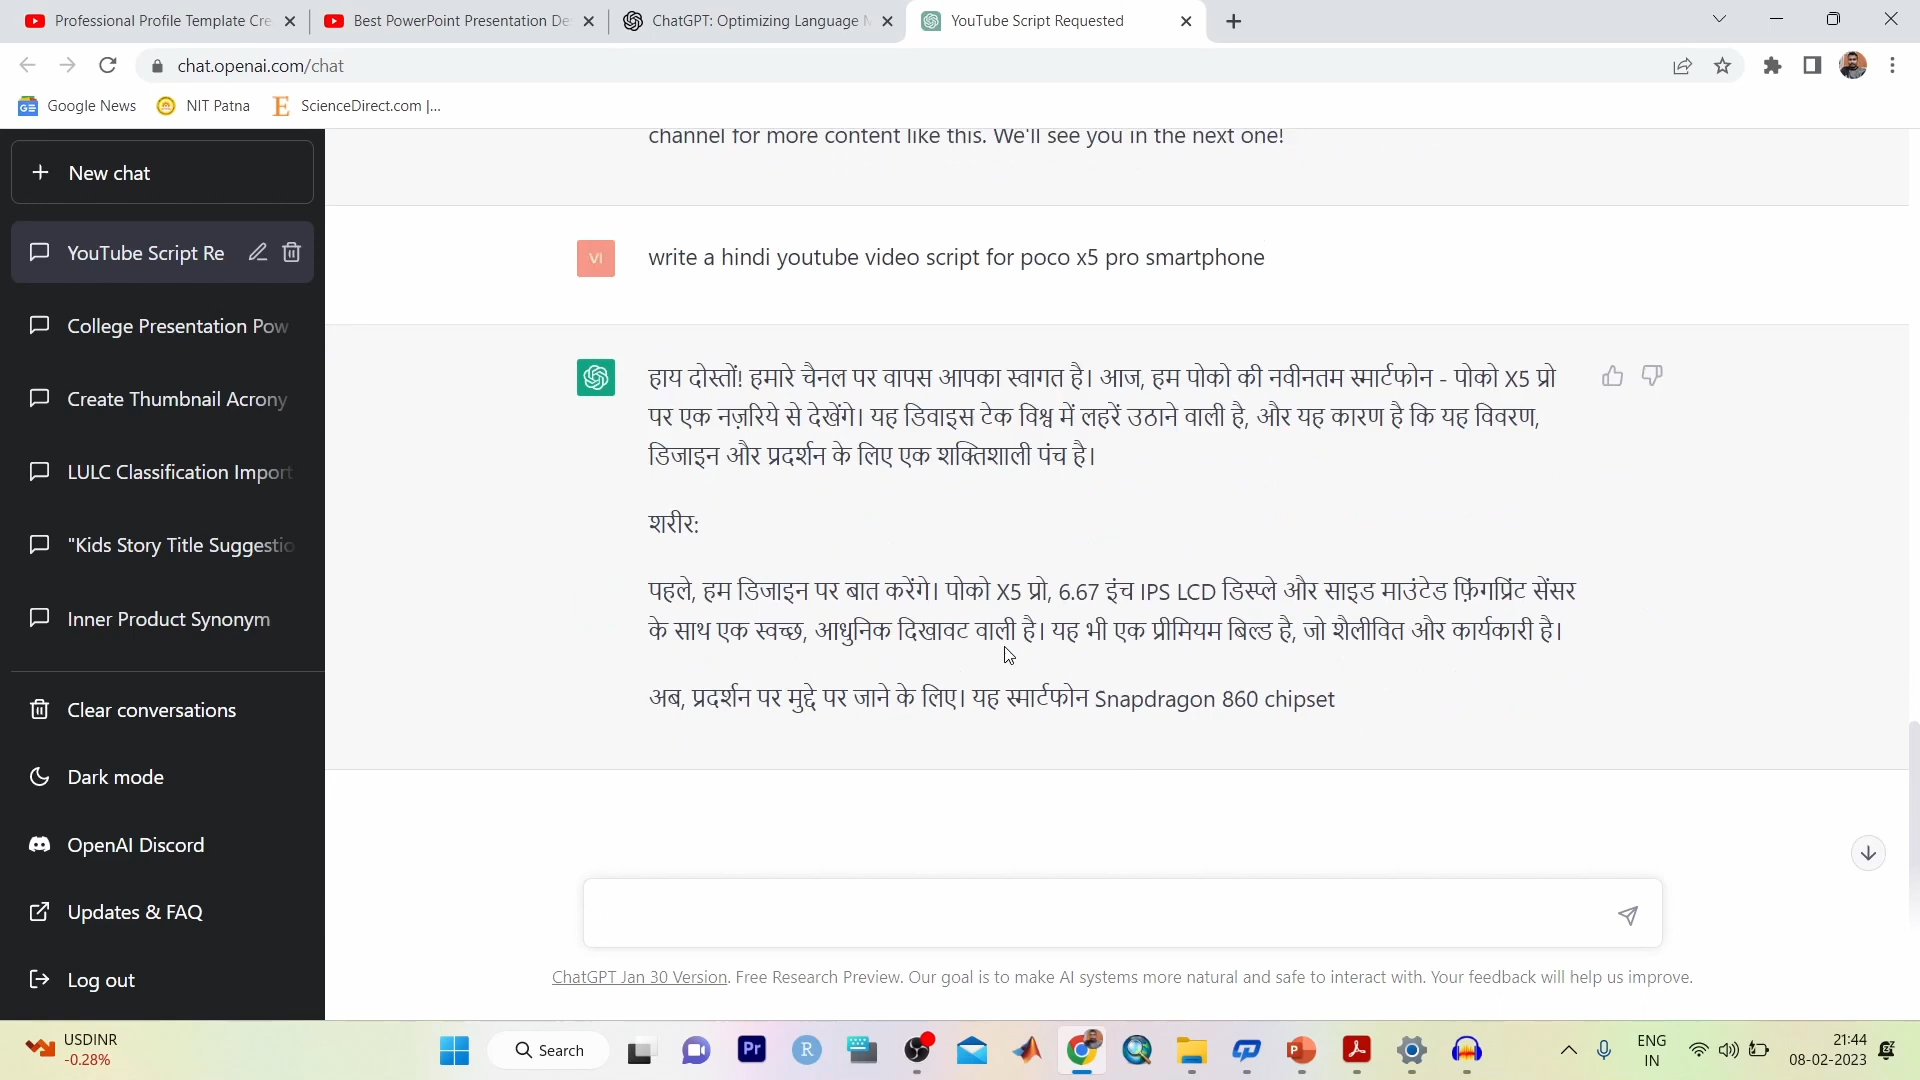 Professional Profile Template Cre
Best PowerPoint Presentation De
ChatGPT: Optimizing Language M
YouTube Script Requested
chat.openai.com/chat
Google News
NIT Patna
ScienceDirect.com |...
New chat
YouTube Script Re
College Presentation Pow
Create Thumbnail Acrony
LULC Classification Import
"Kids Story Title Suggestio
Inner Product Synonym
Clear conversations
Dark mode
OpenAI Discord
Updates & FAQ
Log out
channel for more content like this. We'll see you in the next one!
VI
write a hindi youtube video script for poco x5 pro smartphone
हाय दोस्तों! हमारे चैनल पर वापस आपका स्वागत है। आज, हम पोको की नवीनतम स्मार्टफोन - पोको X5 प्रो
पर एक नज़रिये से देखेंगे। यह डिवाइस टेक विश्व में लहरें उठाने वाली है, और यह कारण है कि यह विवरण,
डिजाइन और प्रदर्शन के लिए एक शक्तिशाली पंच है।
शरीर:
पहले, हम डिजाइन पर बात करेंगे। पोको X5 प्रो, 6.67 इंच IPS LCD डिस्प्ले और साइड माउंटेड फ़िंगप्रिंट सेंसर
के साथ एक स्वच्छ, आधुनिक दिखावट वाली है। यह भी एक प्रीमियम बिल्ड है, जो शैलीवित और कार्यकारी है।
अब, प्रदर्शन पर मुद्दे पर जाने के लिए। यह स्मार्टफोन Snapdragon 860 chipset
ChatGPT Jan 30 Version. Free Research Preview. Our goal is to make AI systems more natural and safe to interact with. Your feedback will help us improve.
USDINR
-0.28%
Search
Pr
R
ENG
IN
21:44
08-02-2023